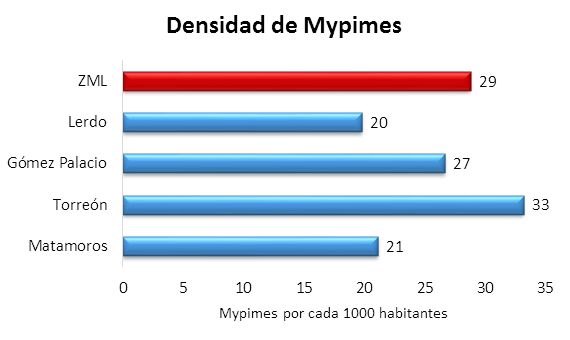 Densidad de Mypimes
ZML 29
Lerdo 20
Gómez Palacio 27
Torreón 33
Matamoros 21
0 5 10 15 20 25 30 35
Mypimes por cada 1000 habitantes